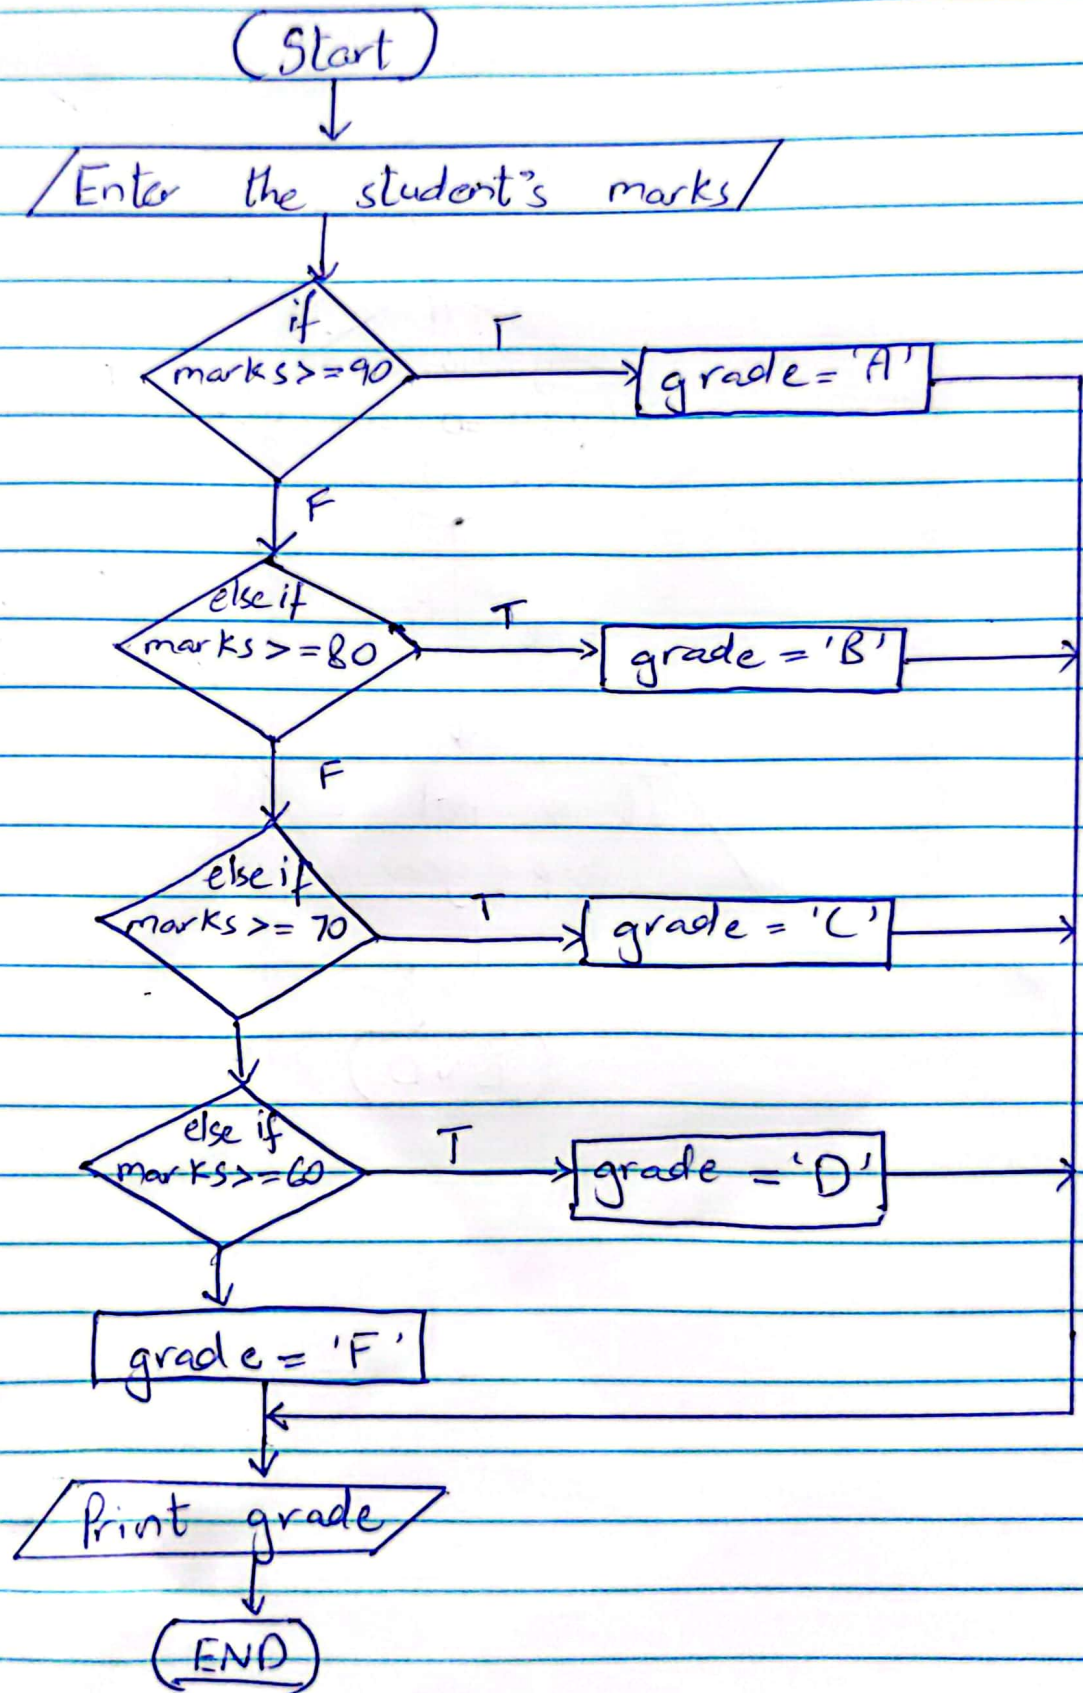 Start
Enter the student's marks
if
marks>=90
T
grade = 'A'
F
else if
marks >=80
T
grade = 'B'
F
else if
marks >= 70
T
grade = 'C'
else if
marks>=60
T
grade = 'D'
grade = 'F'
Print grade
END